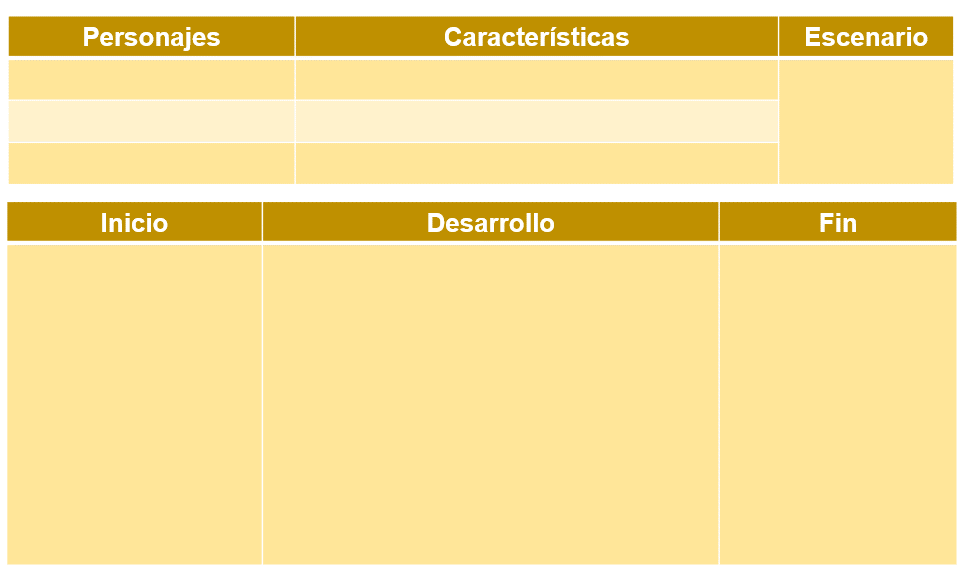 Personajes Características Escenario
Inicio Desarrollo Fin